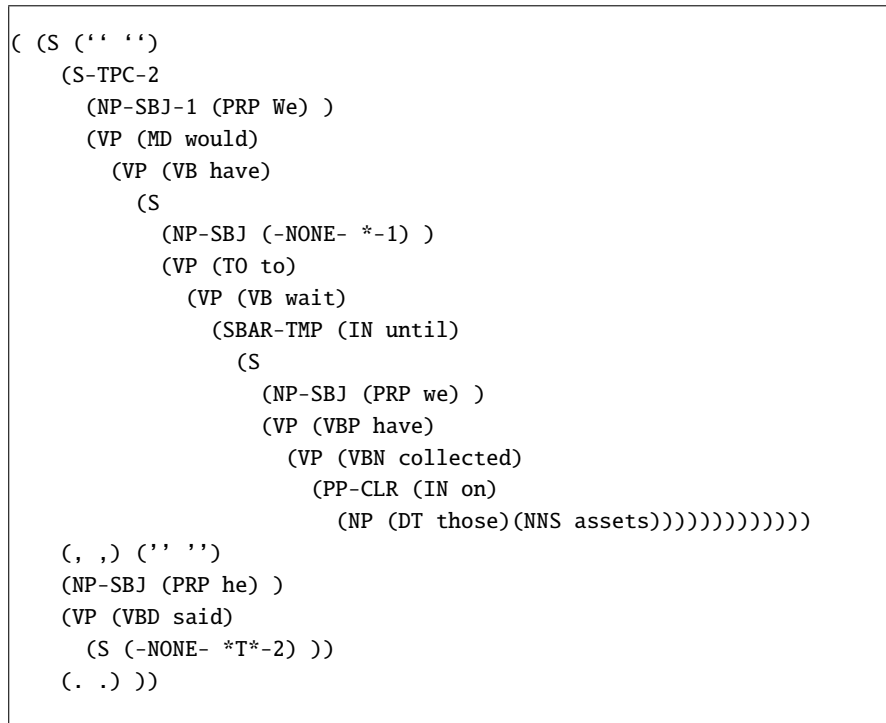 ( (S (‘‘ ‘‘)
(S-TPC-2
(NP-SBJ-1 (PRP We) )
(VP (MD would)
(VP (VB have)
(S
(NP-SBJ (-NONE- *-1) )
(VP (TO to)
(VP (VB wait)
(SBAR-TMP (IN until)
(S
(NP-SBJ (PRP we) )
(VP (VBP have)
(VP (VBN collected)
(PP-CLR (IN on)
(NP (DT those)(NNS assets)))))))))))))
(, ,) (’’ ’’)
(NP-SBJ (PRP he) )
(VP (VBD said)
(S (-NONE- *T*-2) ))
(. .) ))